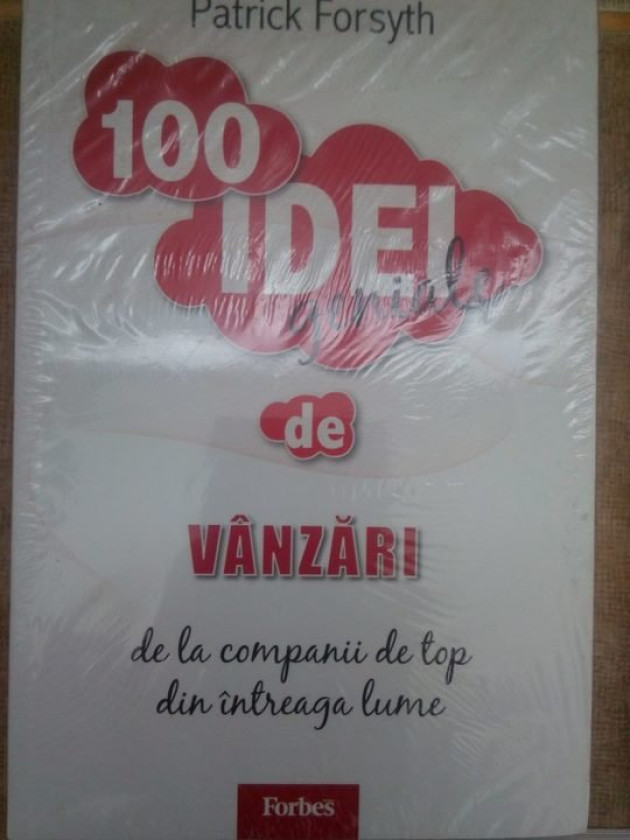 Patrick Forsyth
100
IDEI
geniale
de
VÂNZĂRI
de la companii de top
din întreaga lume
Forbes